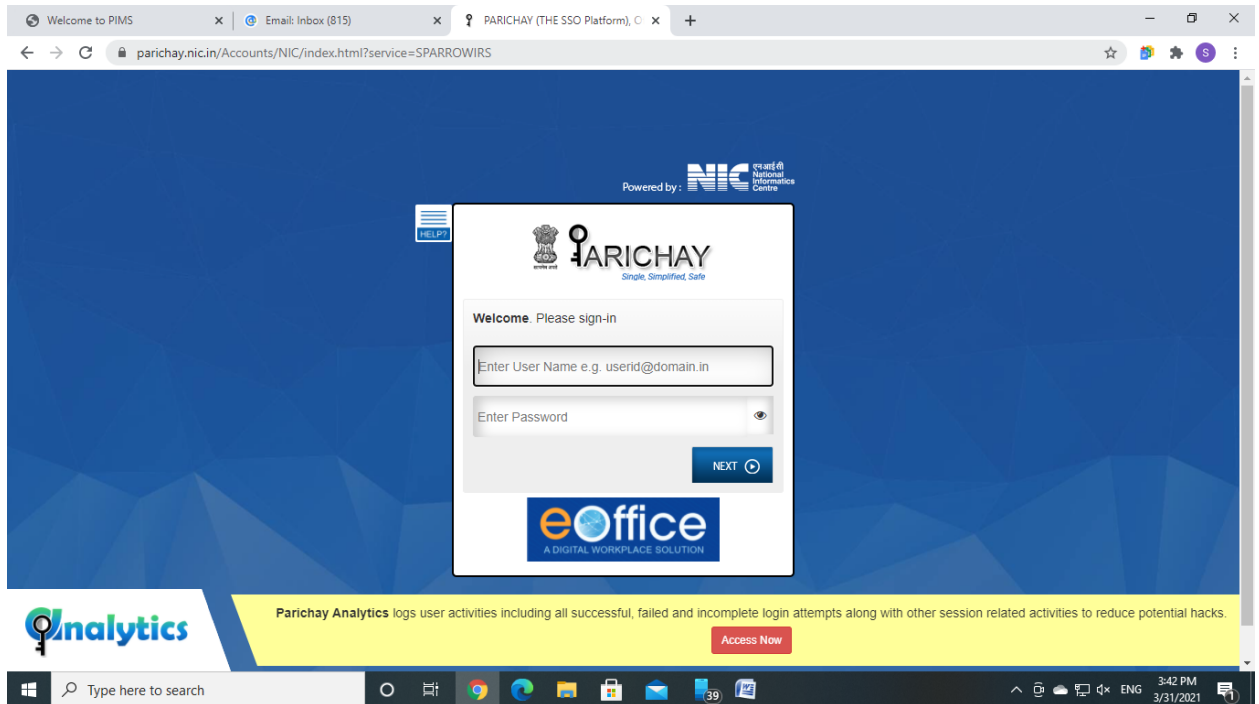 Welcome to PIMS
Email: Inbox (815)
PARICHAY (THE SSO Platform), O
parichay.nic.in/Accounts/NIC/index.html?service=SPARROWIRS
S
Powered by :
NIC
एन आई सी
National
Informatics
Centre
HELP?
PARICHAY
Single, Simplified, Safe
Welcome. Please sign-in
Enter User Name e.g. userid@domain.in
Enter Password
NEXT
eOffice
A DIGITAL WORKPLACE SOLUTION
Analytics
Parichay Analytics logs user activities including all successful, failed and incomplete login attempts along with other session related activities to reduce potential hacks.
Access Now
Type here to search
39
ENG
3:42 PM
3/31/2021
1